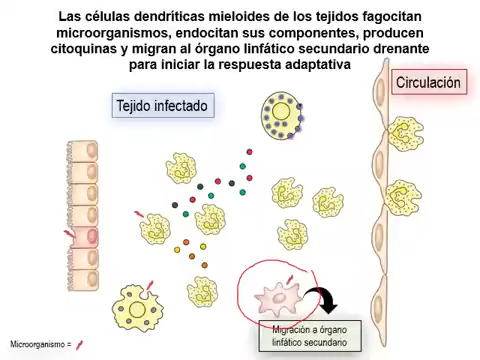 Las células dendríticas mieloides de los tejidos fagocitan
microorganismos, endocitan sus componentes, producen
citoquinas y migran al órgano linfático secundario drenante
para iniciar la respuesta adaptativa
Circulación
Tejido infectado
Migración a órgano
linfático secundario
Microorganismo =